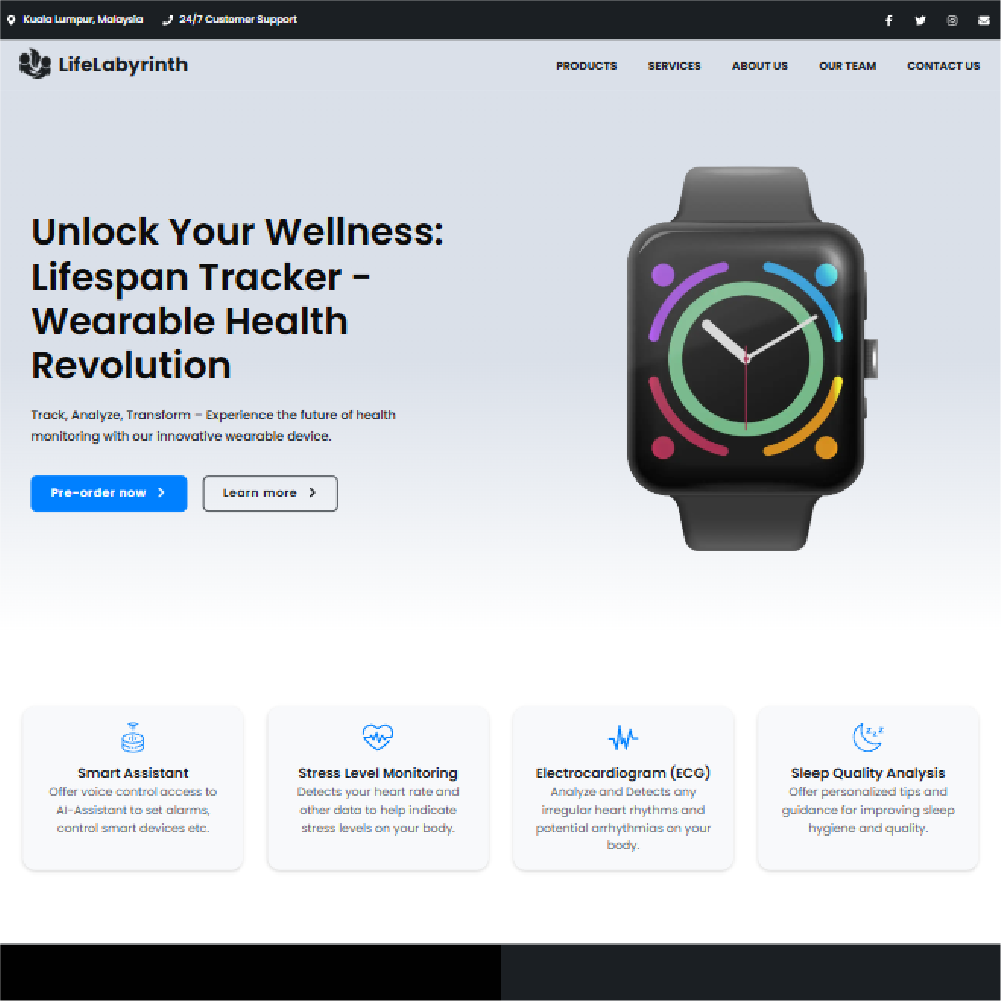 Kuala Lumpur, Malaysia 24/7 Customer Support
LifeLabyrinth
PRODUCTS SERVICES ABOUT US OUR TEAM CONTACT US
Unlock Your Wellness:
Lifespan Tracker -
Wearable Health
Revolution
Track, Analyze, Transform – Experience the future of health
monitoring with our innovative wearable device.
Pre-order now Learn more
Smart Assistant
Offer voice control access to
AI-Assistant to set alarms,
control smart devices etc.
Stress Level Monitoring
Detects your heart rate and
other data to help indicate
stress levels on your body.
Electrocardiogram (ECG)
Analyze and Detects any
irregular heart rhythms and
potential arrhythmias on your
body.
Sleep Quality Analysis
Offer personalized tips and
guidance for improving sleep
hygiene and quality.